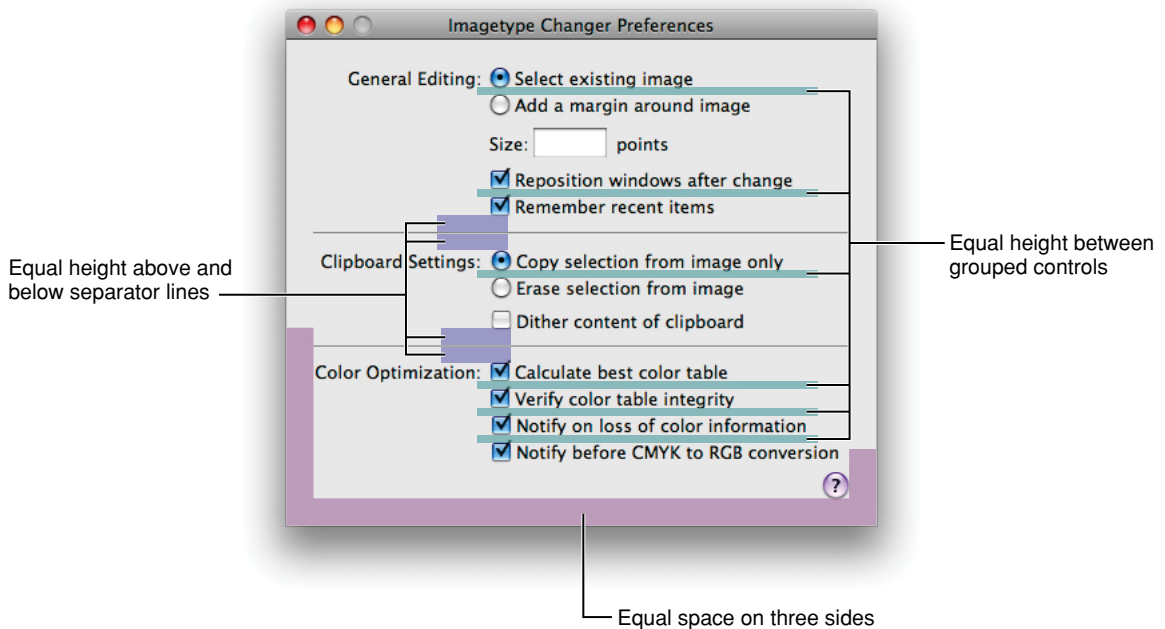 Imagetype Changer Preferences
General Editing: Select existing image
Add a margin around image
Size: points
Reposition windows after change
Remember recent items
Clipboard Settings: Copy selection from image only
Erase selection from image
Dither content of clipboard
Color Optimization: Calculate best color table
Verify color table integrity
Notify on loss of color information
Notify before CMYK to RGB conversion
?
Equal height above and
below separator lines
Equal height between
grouped controls
Equal space on three sides